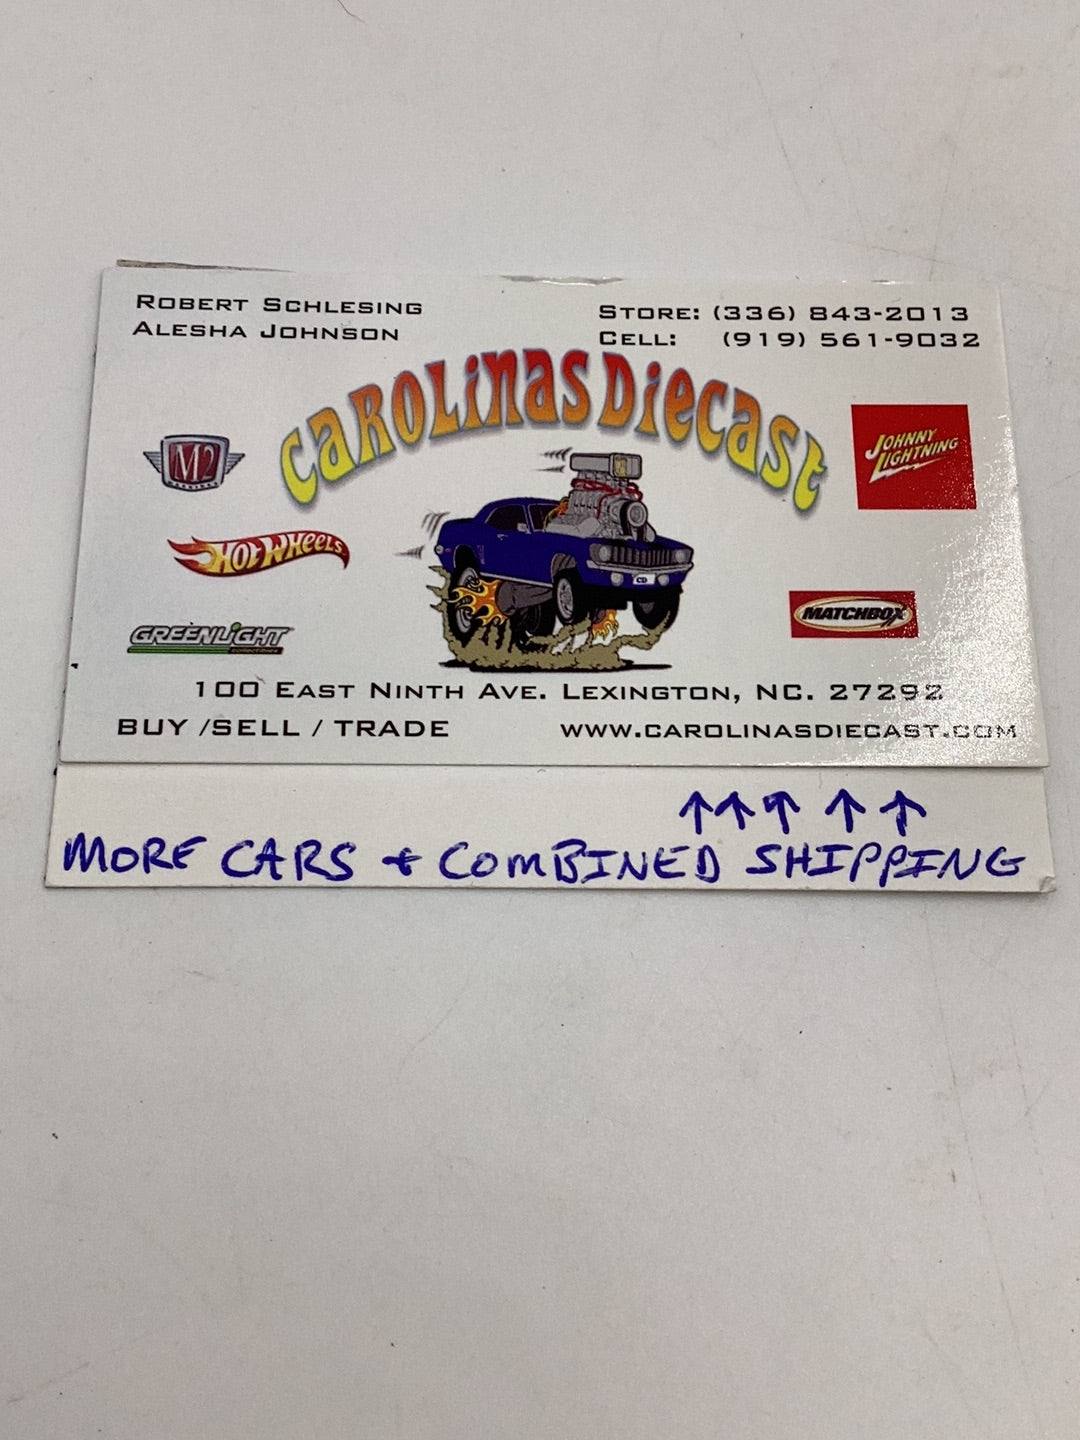 ROBERT SCHLESING
ALESHA JOHNSON
STORE: (336) 843-2013
CELL: (919) 561-9032
CAROLINAS DIECAST
M2
JOHNNY
LIGHTNING
HOT WHEELS
MATCHBOX
GREENLIGHT
100 EAST NINTH AVE. LEXINGTON, NC. 27292
BUY /SELL / TRADE
WWW.CAROLINASDIECAST.COM
↑↑↑ ↑ ↑
MORE CARS + COMBINED SHIPPING